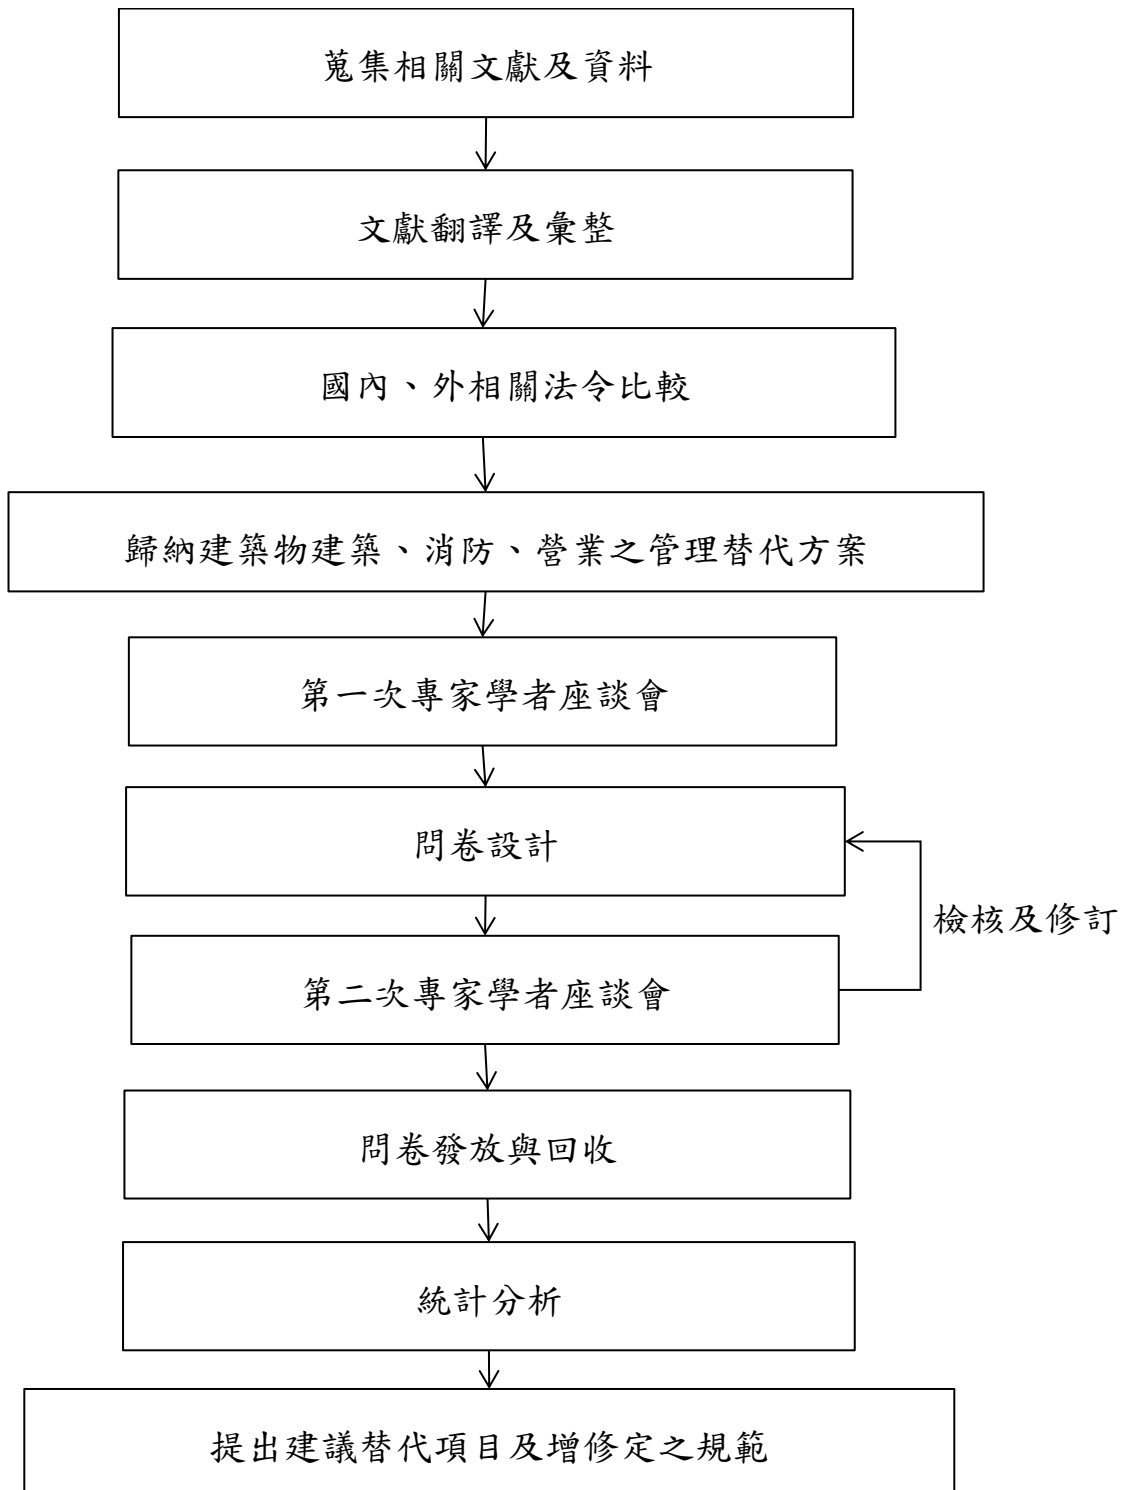 蒐集相關文獻及資料
文獻翻譯及彙整
國內、外相關法令比較
歸納建築物建築、消防、營業之管理替代方案
第一次專家學者座談會
問卷設計
檢核及修訂
第二次專家學者座談會
問卷發放與回收
統計分析
提出建議替代項目及增修定之規範